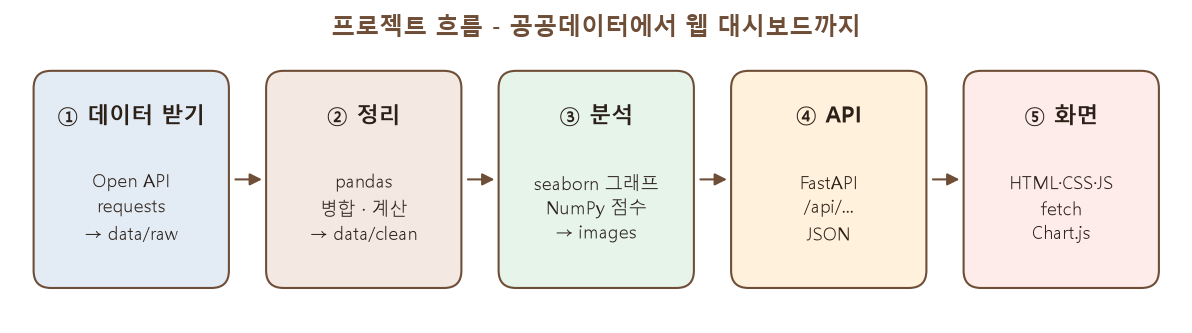 프로젝트 흐름 - 공공데이터에서 웹 대시보드까지
① 데이터 받기
Open API
requests
→ data/raw
② 정리
pandas
병합 · 계산
→ data/clean
③ 분석
seaborn 그래프
NumPy 점수
→ images
④ API
FastAPI
/api/...
JSON
⑤ 화면
HTML·CSS·JS
fetch
Chart.js